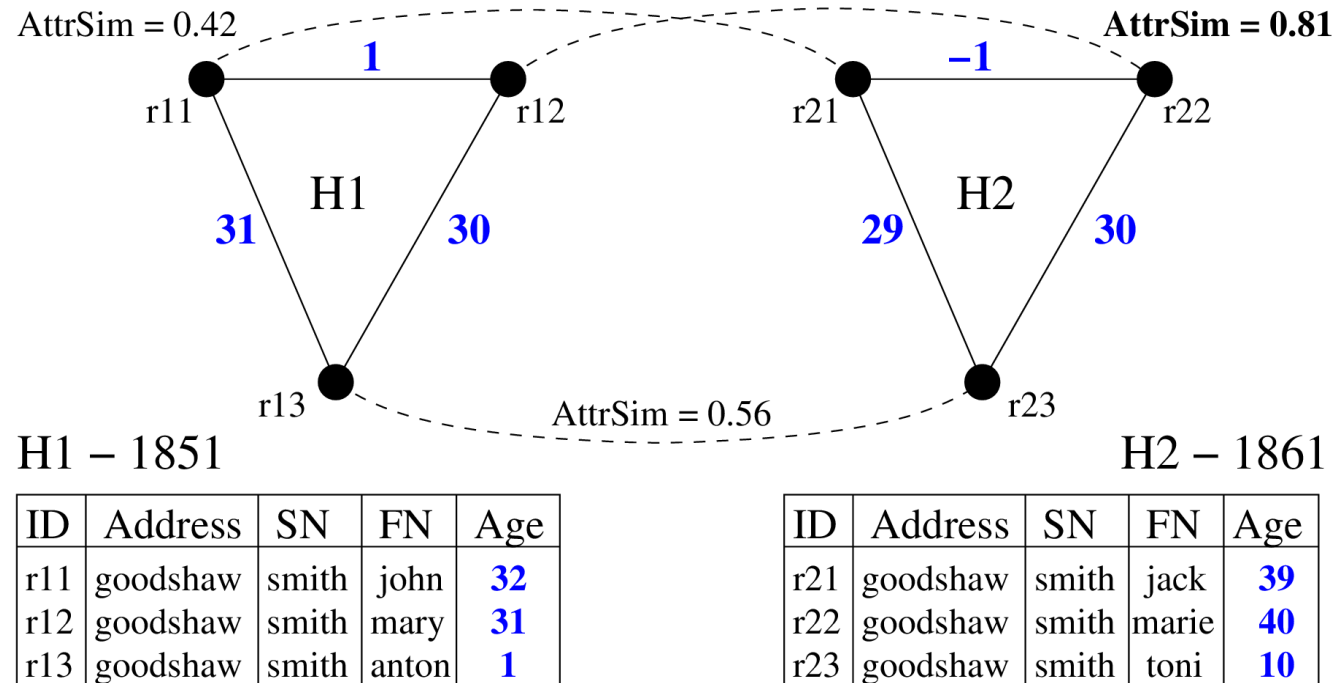 AttrSim = 0.42
AttrSim = 0.81
1
−1
r11
r12
r21
r22
H1
H2
31
30
29
30
r13
AttrSim = 0.56
r23
H1 − 1851
H2 − 1861
ID Address SN FN Age
r11 goodshaw smith john 32
r12 goodshaw smith mary 31
r13 goodshaw smith anton 1
ID Address SN FN Age
r21 goodshaw smith jack 39
r22 goodshaw smith marie 40
r23 goodshaw smith toni 10